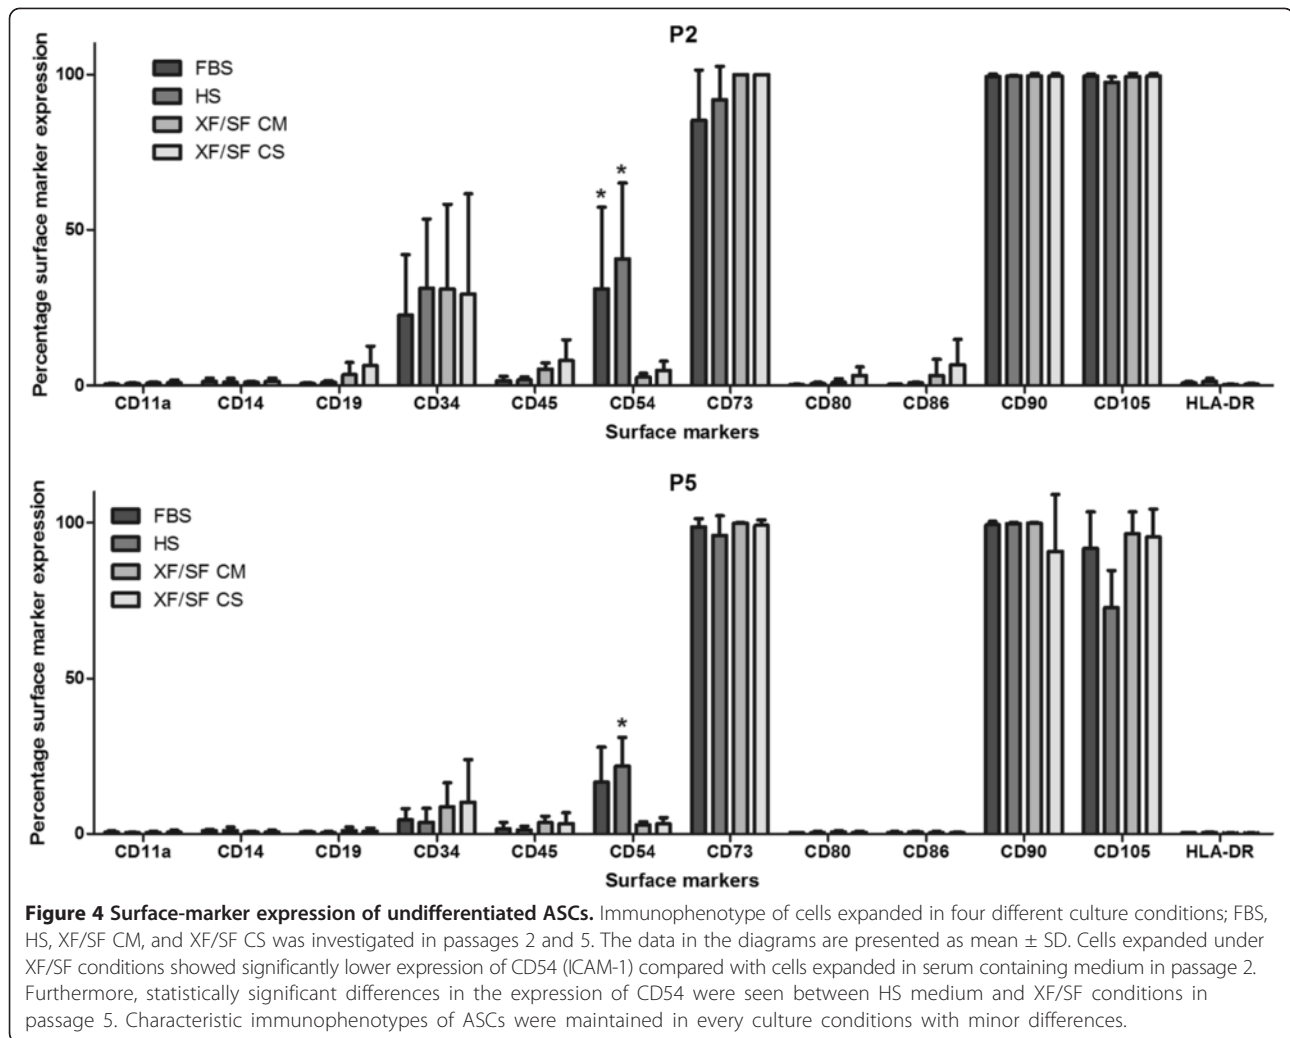 P2
Percentage surface marker expression
100
50
0
FBS
HS
XF/SF CM
XF/SF CS
* *
CD11a CD14 CD19 CD34 CD45 CD54 CD73 CD80 CD86 CD90 CD105 HLA-DR
Surface markers
P5
Percentage surface marker expression
100
50
0
FBS
HS
XF/SF CM
XF/SF CS
*
CD11a CD14 CD19 CD34 CD45 CD54 CD73 CD80 CD86 CD90 CD105 HLA-DR
Surface markers
Figure 4 Surface-marker expression of undifferentiated ASCs. Immunophenotype of cells expanded in four different culture conditions; FBS,
HS, XF/SF CM, and XF/SF CS was investigated in passages 2 and 5. The data in the diagrams are presented as mean ± SD. Cells expanded under
XF/SF conditions showed significantly lower expression of CD54 (ICAM-1) compared with cells expanded in serum containing medium in passage 2.
Furthermore, statistically significant differences in the expression of CD54 were seen between HS medium and XF/SF conditions in
passage 5. Characteristic immunophenotypes of ASCs were maintained in every culture conditions with minor differences.